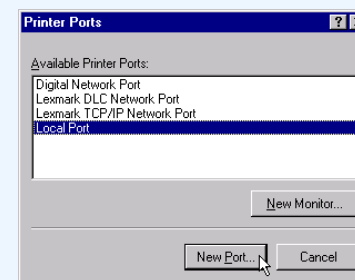 Printer Ports
Available Printer Ports:
Digital Network Port
Lexmark DLC Network Port
Lexmark TCP/IP Network Port
Local Port
New Monitor...
New Port...
Cancel